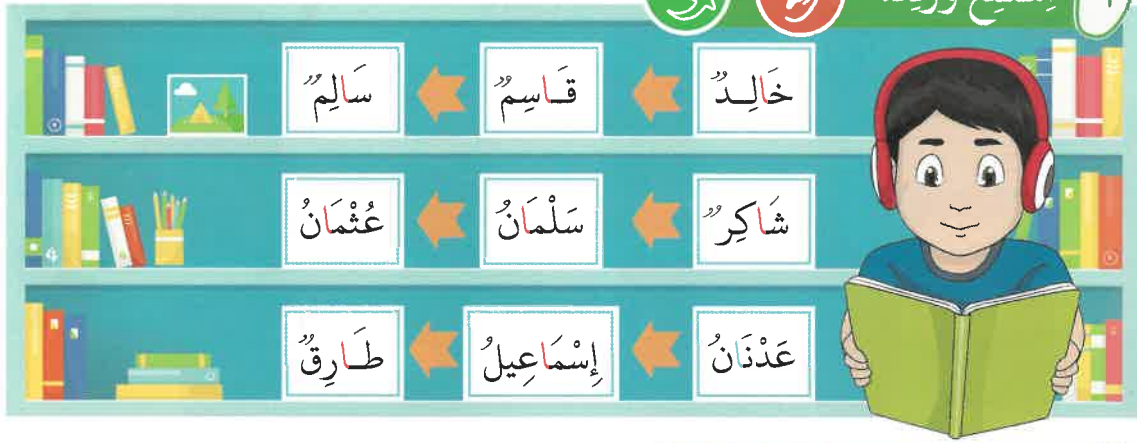 خَالِدٌ قَاسِمٌ سَالِمٌ
شَاكِرٌ سَلْمَانُ عُثْمَانُ
عَدْنَانُ إِسْمَاعِيلُ طَارِقٌ